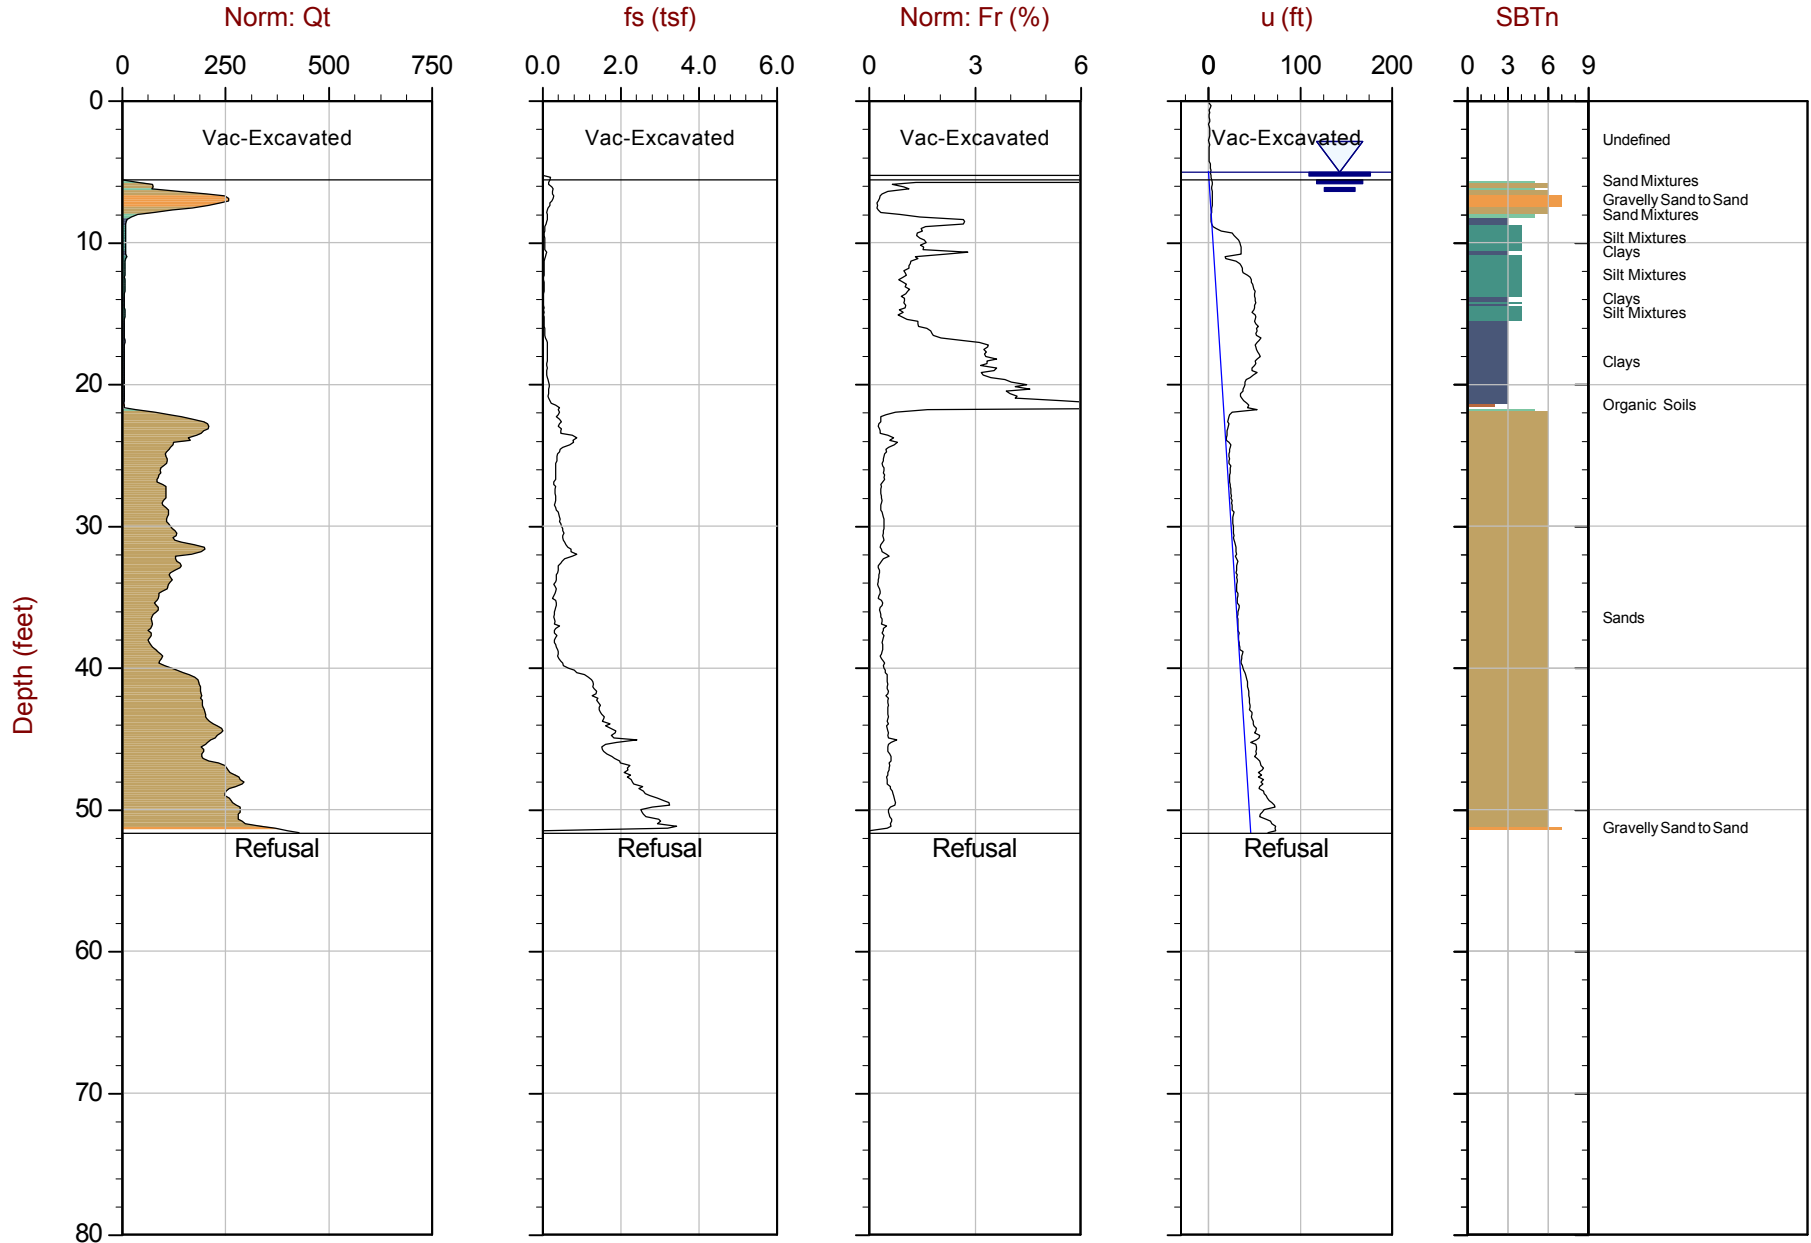 Norm: Qt fs (tsf) Norm: Fr (%) u (ft) SBTn
0 250 500 750 0.0 2.0 4.0 6.0 0 3 6 0 100 200 0 3 6 9
0
Vac-Excavated Vac-Excavated Vac-Excavated Vac-Excavated Undefined
Sand Mixtures
Gravelly Sand to Sand
Sand Mixtures
Silt Mixtures
10
Clays
Silt Mixtures
Clays
Silt Mixtures
Clays
20
Organic Soils
30
Sands
Depth (feet)
40
50
Gravelly Sand to Sand
Refusal Refusal Refusal Refusal
60
70
80